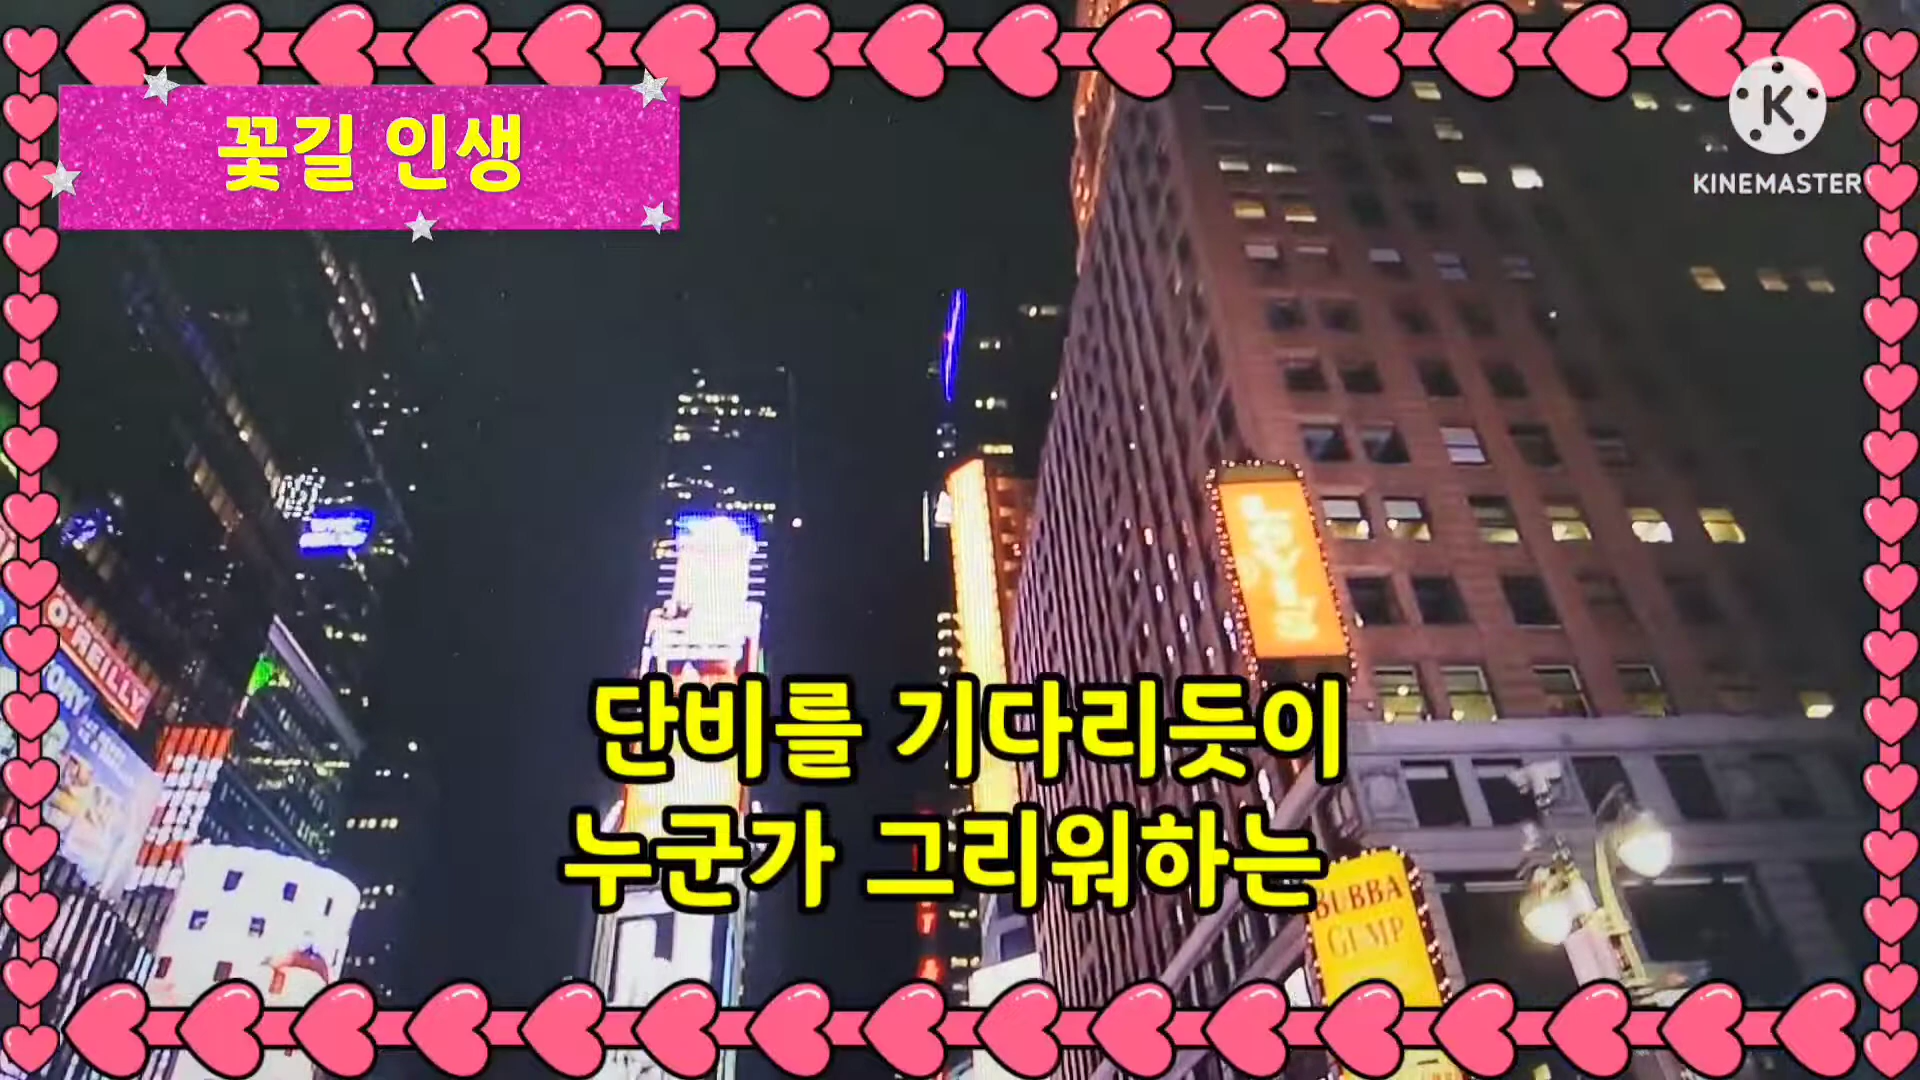 꽃길 인생
K
KINEMASTER
O'REILLY
ORY
단비를 기다리듯이
누군가 그리워하는
BUBBA
GUMP